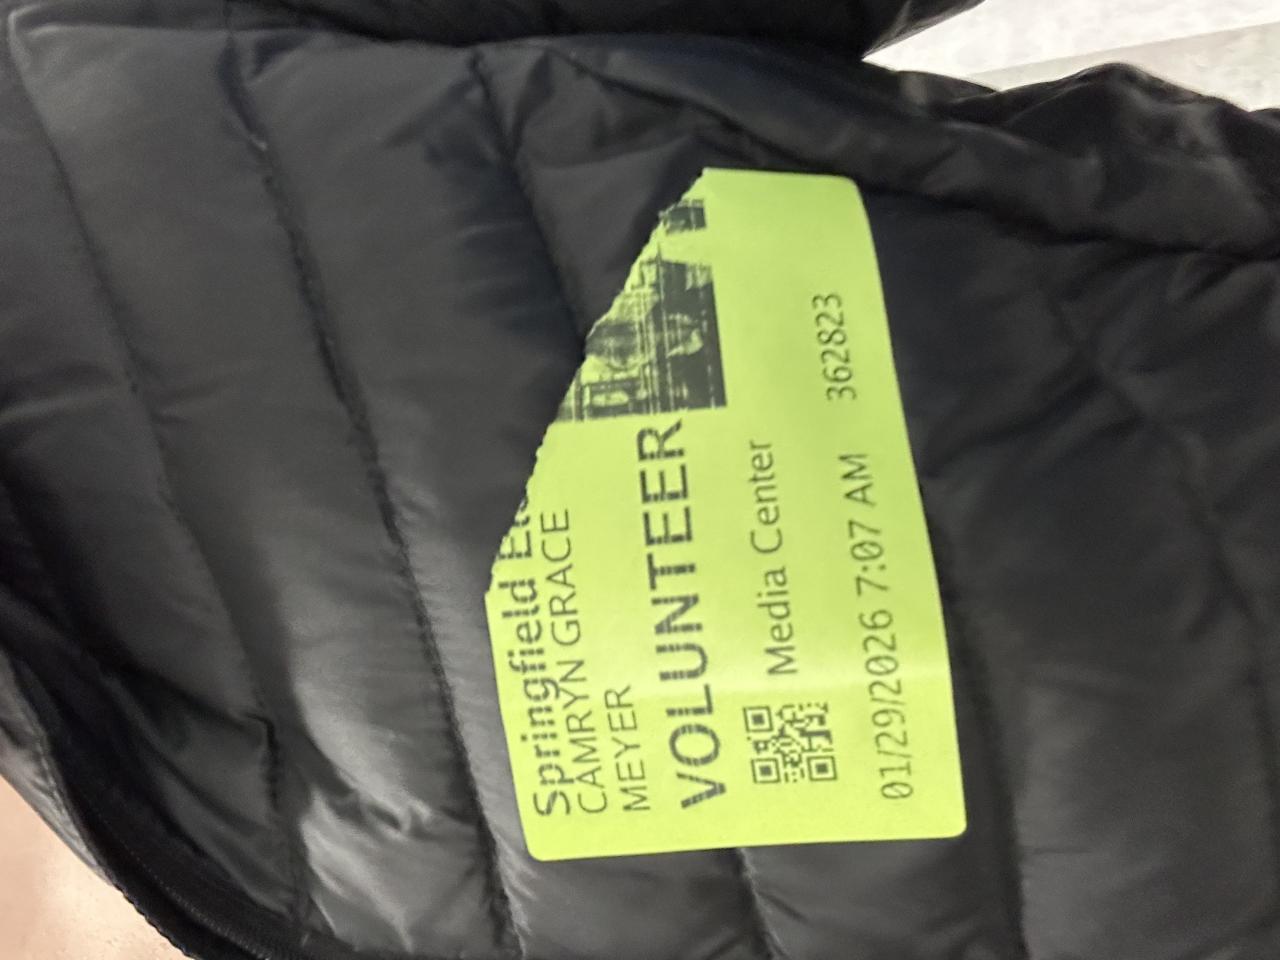 Springfield
CAMRYN GRACE
MEYER
VOLUNTEER
Media Center
01/29/2026 7:07 AM 362823